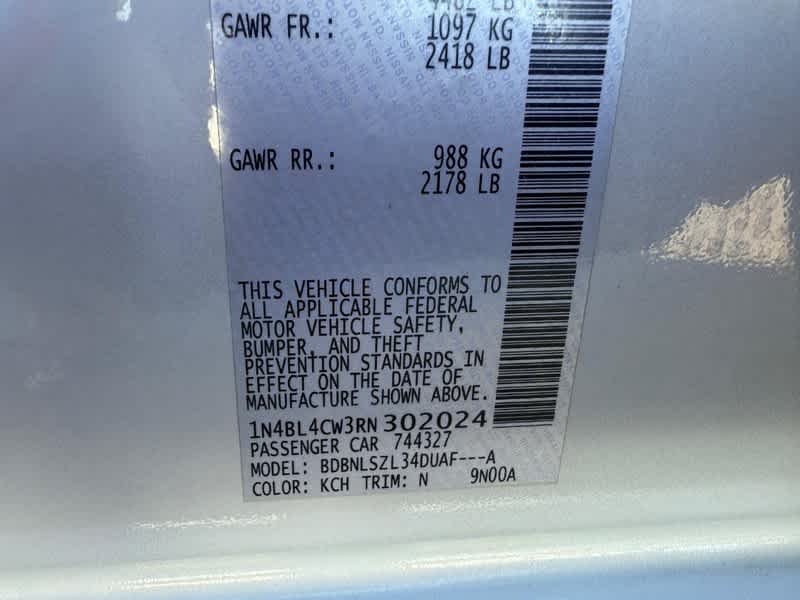 GAWR FR.: 1097 KG
2418 LB
GAWR RR.: 988 KG
2178 LB
THIS VEHICLE CONFORMS TO
ALL APPLICABLE FEDERAL
MOTOR VEHICLE SAFETY,
BUMPER, AND THEFT
PREVENTION STANDARDS IN
EFFECT ON THE DATE OF
MANUFACTURE SHOWN ABOVE.
1N4BL4CW3RN302024
PASSENGER CAR 744327
MODEL: BDBNLSZL34DUAF---A
COLOR: KCH TRIM: N 9N00A